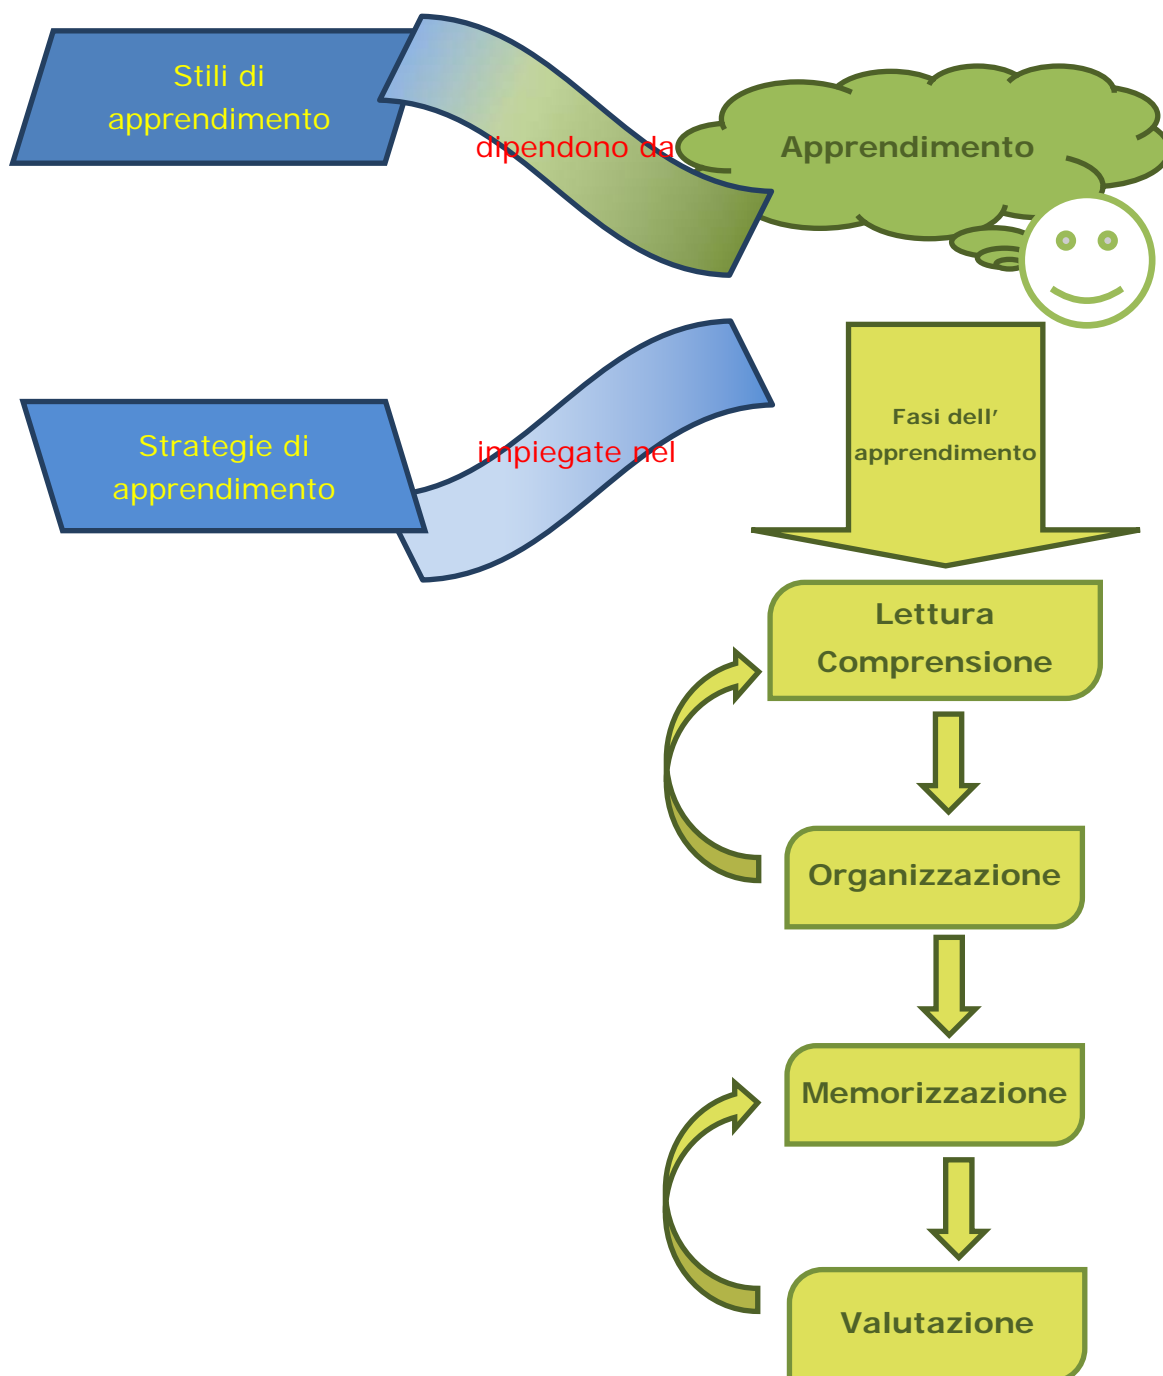 Stili di
apprendimento
dipendono da
Apprendimento
Strategie di
apprendimento
impiegate nel
Fasi dell’
apprendimento
Lettura
Comprensione
Organizzazione
Memorizzazione
Valutazione